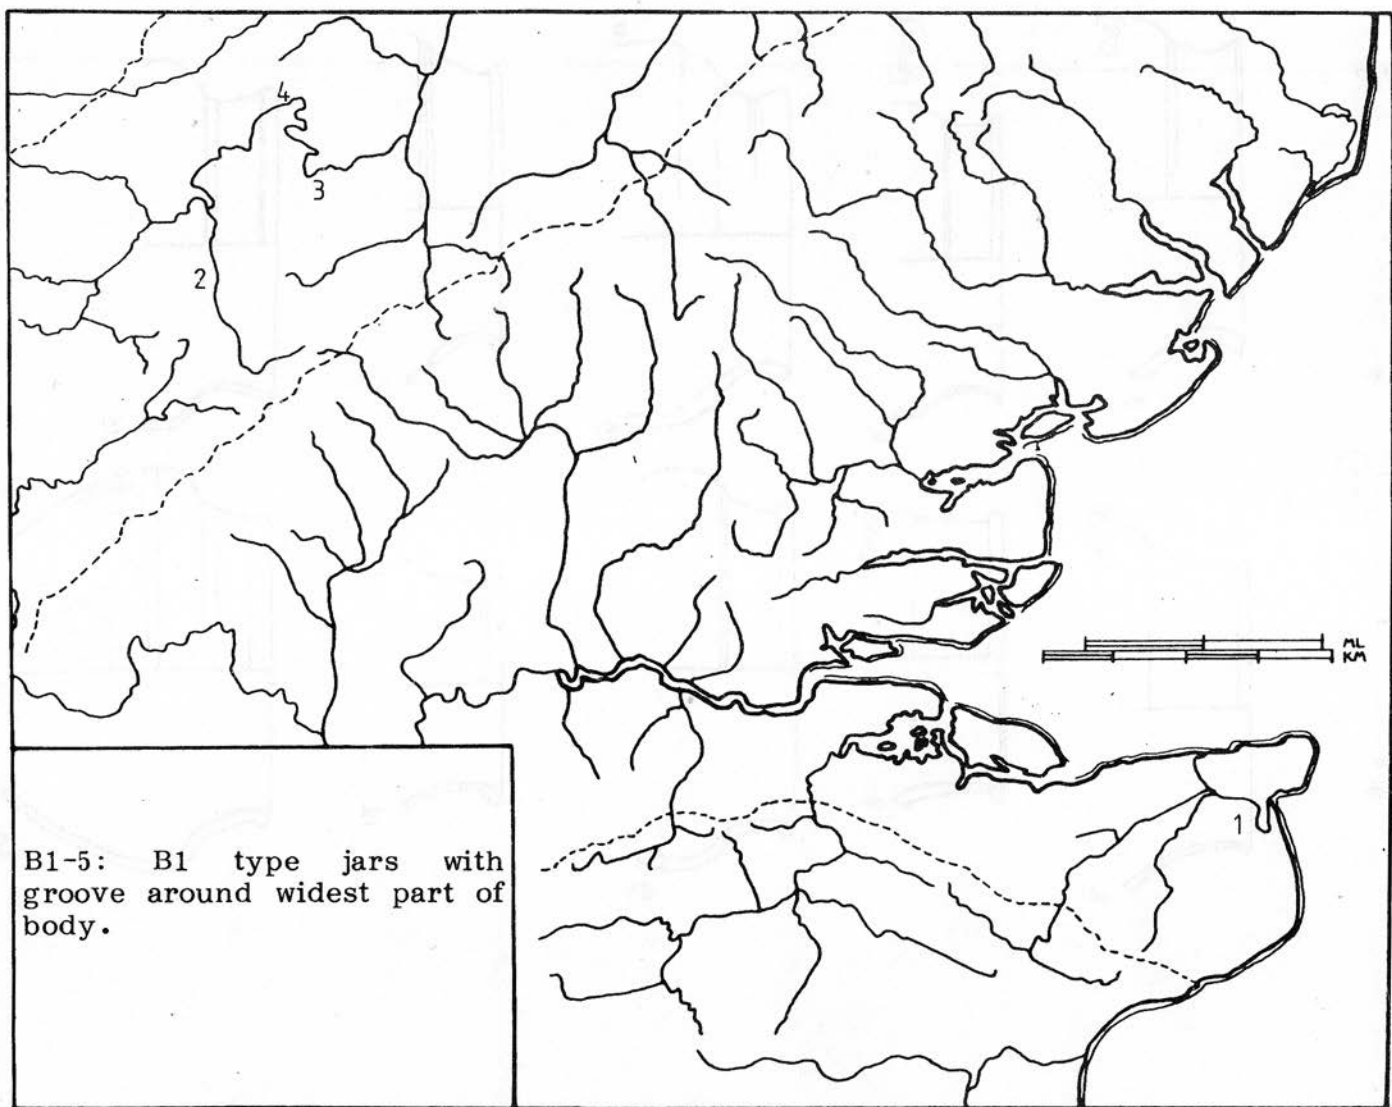 4
3
2
ML
KM
1
B1-5: B1 type jars with
groove around widest part of
body.